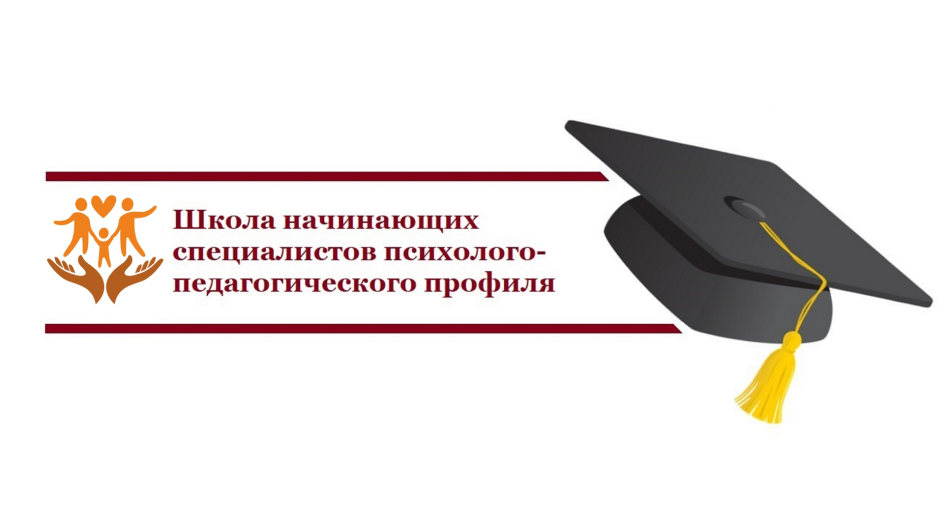 Школа начинающих
специалистов психолого-
педагогического профиля